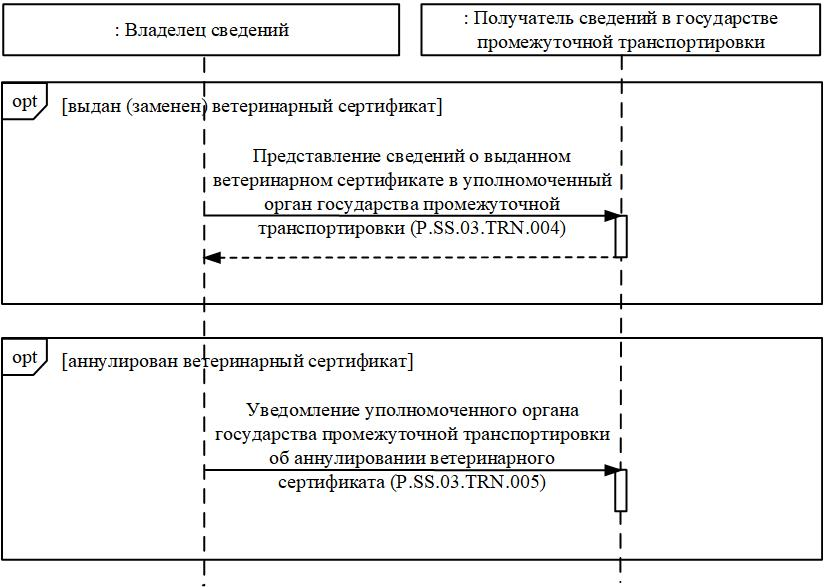 : Владелец сведений
: Получатель сведений в государстве
промежуточной транспортировки
opt
[выдан (заменен) ветеринарный сертификат]
Представление сведений о выданном
ветеринарном сертификате в уполномоченный
орган государства промежуточной
транспортировки (P.SS.03.TRN.004)
opt
[аннулирован ветеринарный сертификат]
Уведомление уполномоченного органа
государства промежуточной транспортировки
об аннулировании ветеринарного
сертификата (P.SS.03.TRN.005)